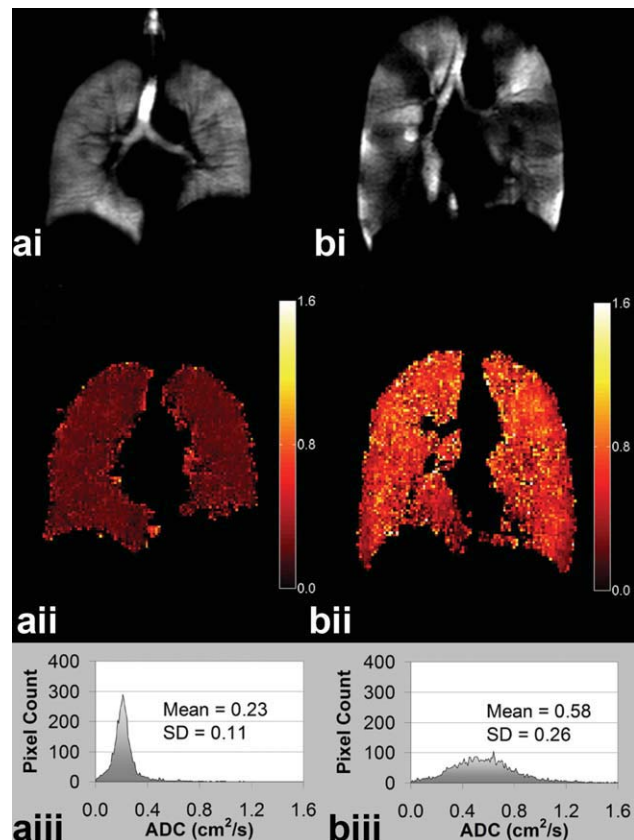 ai
bi
1.6
0.8
0.0
aii
1.6
0.8
0.0
bii
400
300
200
100
0
Pixel Count
Mean = 0.23
SD = 0.11
0.0 0.4 0.8 1.2 1.6
ADC (cm²/s)
aiii
400
300
200
100
0
Pixel Count
Mean = 0.58
SD = 0.26
0.0 0.4 0.8 1.2 1.6
ADC (cm²/s)
biii